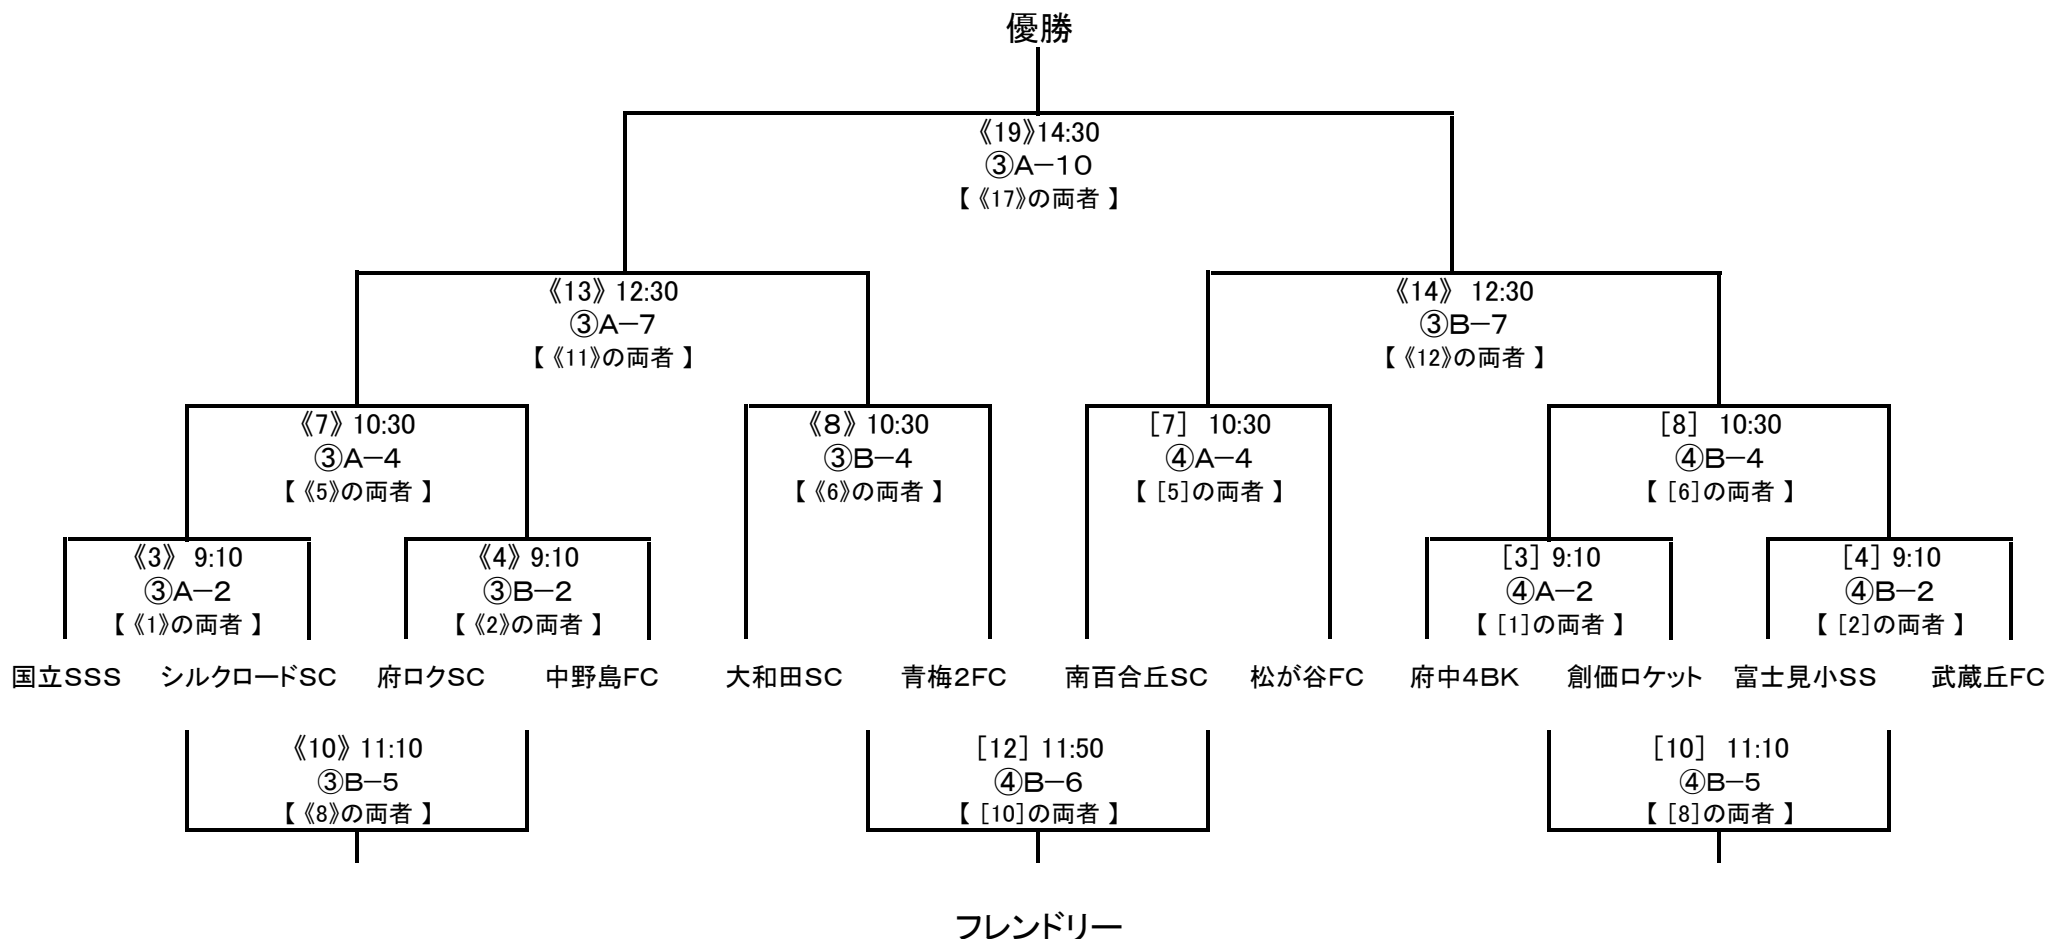 優勝
《19》14:30
③A－10
【《17》の両者 】
《13》 12:30
③A－7
【《11》の両者 】
《14》 12:30
③B－7
【《12》の両者 】
《7》 10:30
③A－4
【《5》の両者 】
《8》 10:30
③B－4
【《6》の両者 】
[7] 10:30
④A－4
【 [5]の両者 】
[8] 10:30
④B－4
【 [6]の両者 】
《3》 9:10
③A－2
【《1》の両者 】
《4》 9:10
③B－2
【《2》の両者 】
[3] 9:10
④A－2
【 [1]の両者 】
[4] 9:10
④B－2
【 [2]の両者 】
国立SSS シルクロードSC 府ロクSC 中野島FC 大和田SC 青梅2FC 南百合丘SC 松が谷FC 府中4BK 創価ロケット 富士見小SS 武蔵丘FC
《10》 11:10
③B－5
【《8》の両者 】
[12] 11:50
④B－6
【 [10]の両者 】
[10] 11:10
④B－5
【 [8]の両者 】
フレンドリー